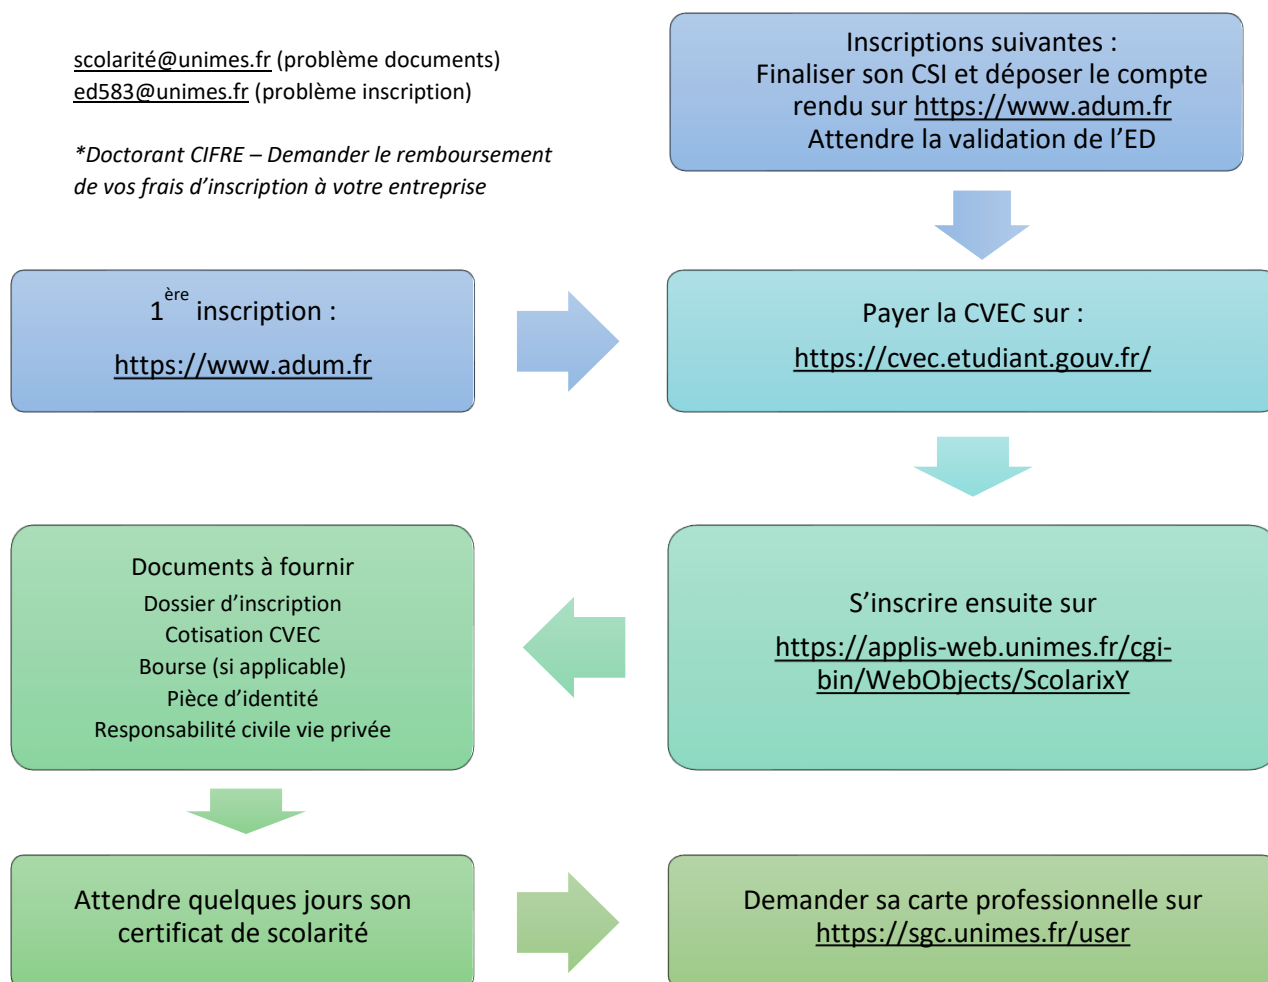 scolarité@unimes.fr (problème documents)
ed583@unimes.fr (problème inscription)
*Doctorant CIFRE – Demander le remboursement
de vos frais d’inscription à votre entreprise
Inscriptions suivantes :
Finaliser son CSI et déposer le compte
rendu sur https://www.adum.fr
Attendre la validation de l’ED
1ère inscription :
https://www.adum.fr
Payer la CVEC sur :
https://cvec.etudiant.gouv.fr/
S’inscrire ensuite sur
https://applis-web.unimes.fr/cgi-
bin/WebObjects/ScolarixY
Documents à fournir
Dossier d’inscription
Cotisation CVEC
Bourse (si applicable)
Pièce d’identité
Responsabilité civile vie privée
Attendre quelques jours son
certificat de scolarité
Demander sa carte professionnelle sur
https://sgc.unimes.fr/user